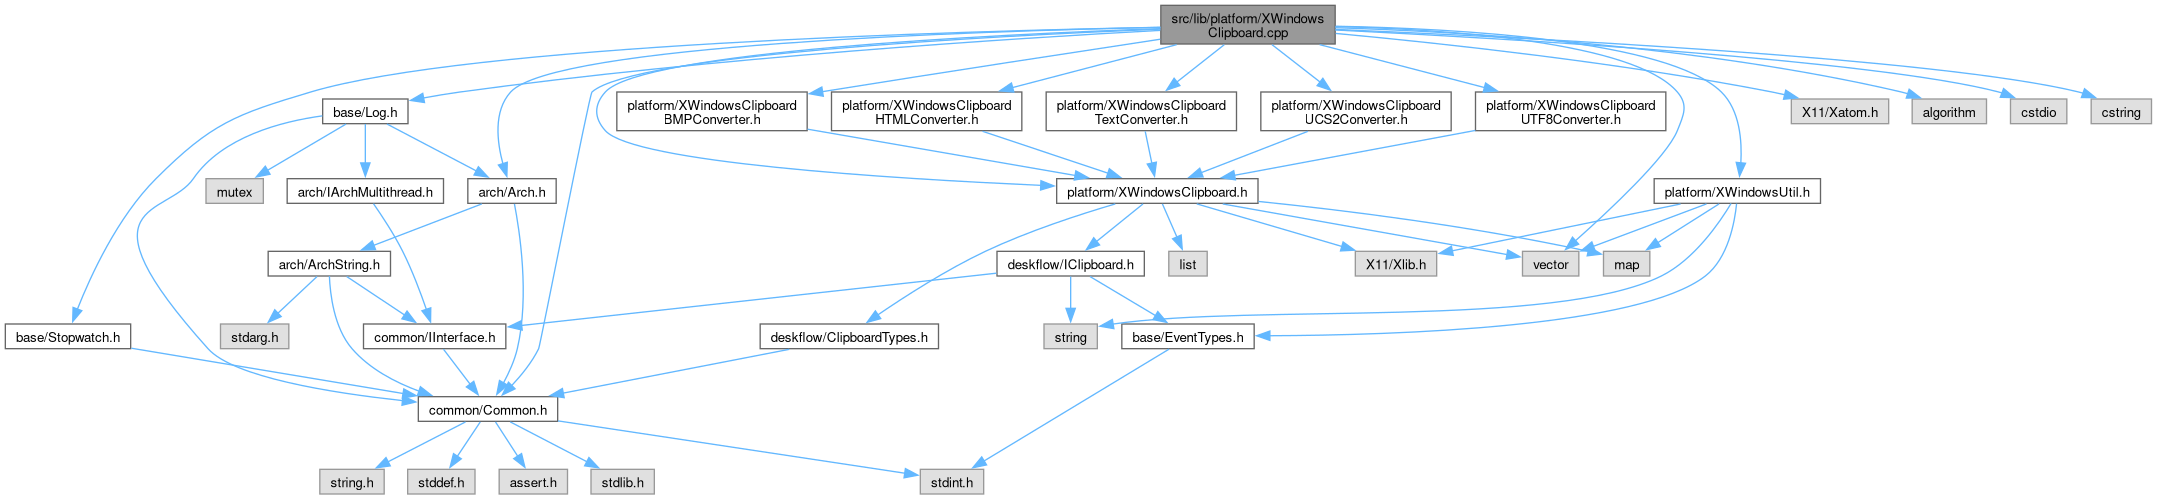 src/lib/platform/XWindows
Clipboard.cpp
base/Log.h
platform/XWindowsClipboard
BMPConverter.h
platform/XWindowsClipboard
HTMLConverter.h
platform/XWindowsClipboard
TextConverter.h
platform/XWindowsClipboard
UCS2Converter.h
platform/XWindowsClipboard
UTF8Converter.h
X11/Xatom.h
algorithm
cstdio
cstring
mutex
arch/IArchMultithread.h
arch/Arch.h
platform/XWindowsClipboard.h
platform/XWindowsUtil.h
arch/ArchString.h
deskflow/IClipboard.h
list
X11/Xlib.h
vector
map
base/Stopwatch.h
stdarg.h
common/IInterface.h
deskflow/ClipboardTypes.h
string
base/EventTypes.h
common/Common.h
string.h
stddef.h
assert.h
stdlib.h
stdint.h